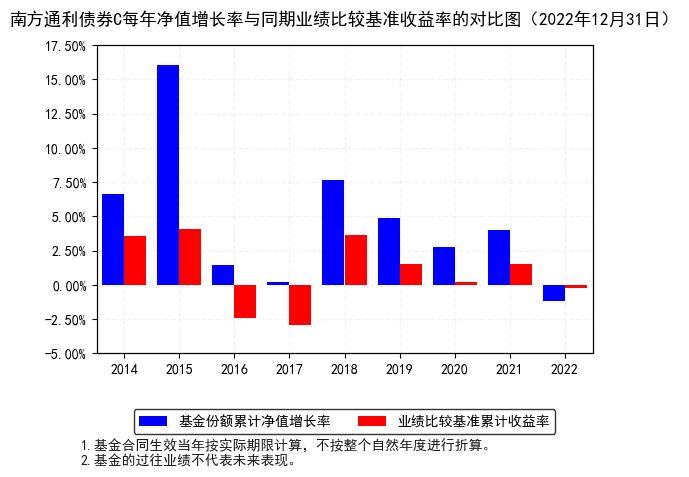 南方通利债券C每年净值增长率与同期业绩比较基准收益率的对比图（2022年12月31日）
17.50%
15.00%
12.50%
10.00%
7.50%
5.00%
2.50%
0.00%
-2.50%
-5.00%
2014 2015 2016 2017 2018 2019 2020 2021 2022
基金份额累计净值增长率 业绩比较基准累计收益率
1.基金合同生效当年按实际期限计算，不按整个自然年度进行折算。
2.基金的过往业绩不代表未来表现。